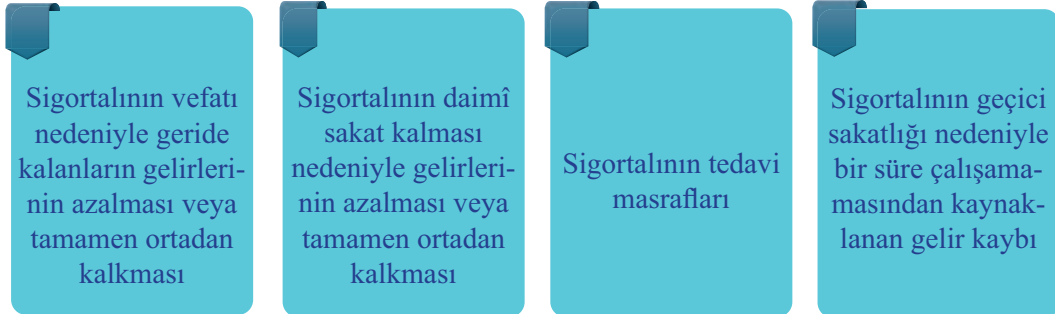 Sigortalının vefatı
nedeniyle geride
kalanların gelirleri-
nin azalması veya
tamamen ortadan
kalkması
Sigortalının daimî
sakat kalması
nedeniyle gelirleri-
nin azalması veya
tamamen ortadan
kalkması
Sigortalının tedavi
masrafları
Sigortalının geçici
sakatlığı nedeniyle
bir süre çalışama-
masından kaynak-
lanan gelir kaybı